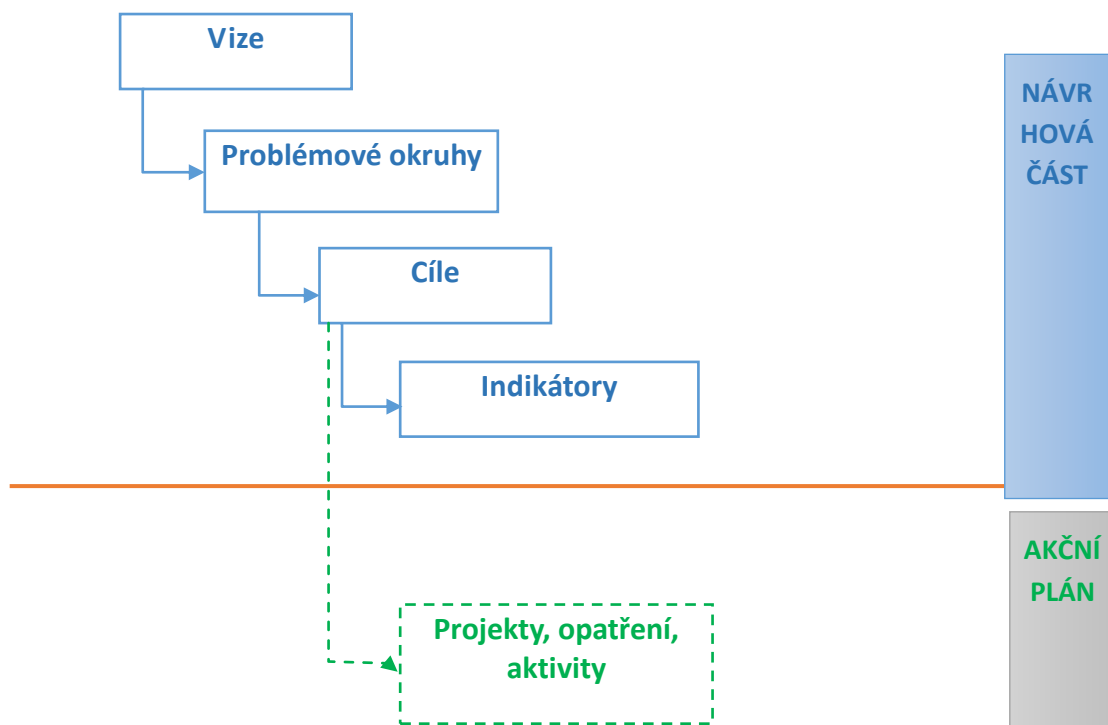 Vize
NÁVR
HOVÁ
ČÁST
Problémové okruhy
Cíle
Indikátory
AKČNÍ
PLÁN
Projekty, opatření,
aktivity